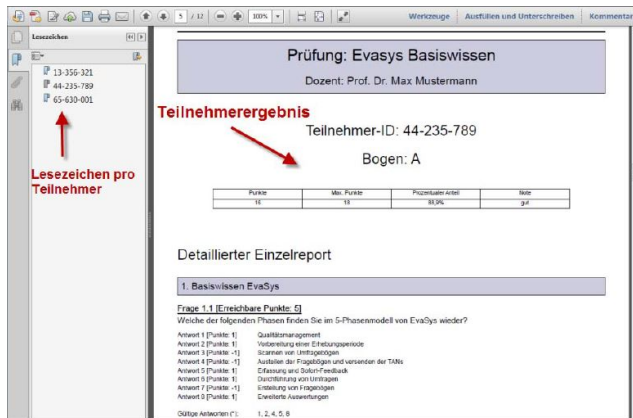 5 / 12 100% Werkzeuge Ausfüllen und Unterschreiben Kommentar
Lesezeichen
13-356-321
44-235-789
65-630-001
Lesezeichen pro
Teilnehmer
Prüfung: Evasys Basiswissen
Dozent: Prof. Dr. Max Mustermann
Teilnehmerergebnis
Teilnehmer-ID: 44-235-789
Bogen: A
Punkte Max. Punkte Prozentualer Anteil Note
16 18 88,9% gut
Detaillierter Einzelreport
1. Basiswissen EvaSys
Frage 1.1 [Erreichbare Punkte: 5]
Welche der folgenden Phasen finden Sie im 5-Phasenmodell von EvaSys wieder?
Antwort 1 [Punkte: 1] Qualitätsmanagement
Antwort 2 [Punkte: 1] Vorbereitung einer Erhebungsperiode
Antwort 3 [Punkte: -1] Scannen von Umfragebögen
Antwort 4 [Punkte: -1] Austeilen der Fragebögen und versenden der TANs
Antwort 5 [Punkte: 1] Erfassung und Sofort-Feedback
Antwort 6 [Punkte: 1] Durchführung von Umfragen
Antwort 7 [Punkte: -1] Erstellung von Fragebögen
Antwort 8 [Punkte: 1] Erweiterte Auswertungen
Gültige Antworten (*): 1, 2, 4, 5, 8